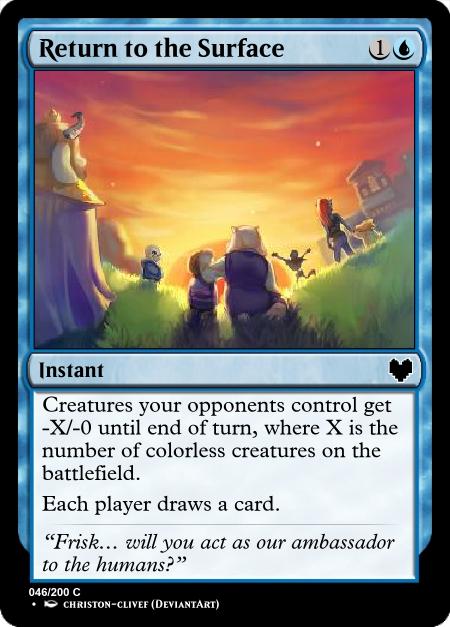 Return to the Surface 1
Instant
Creatures your opponents control get
-X/-0 until end of turn, where X is the
number of colorless creatures on the
battlefield.
Each player draws a card.
“Frisk… will you act as our ambassador
to the humans?”
046/200 C
• christon-clivef (DeviantArt)